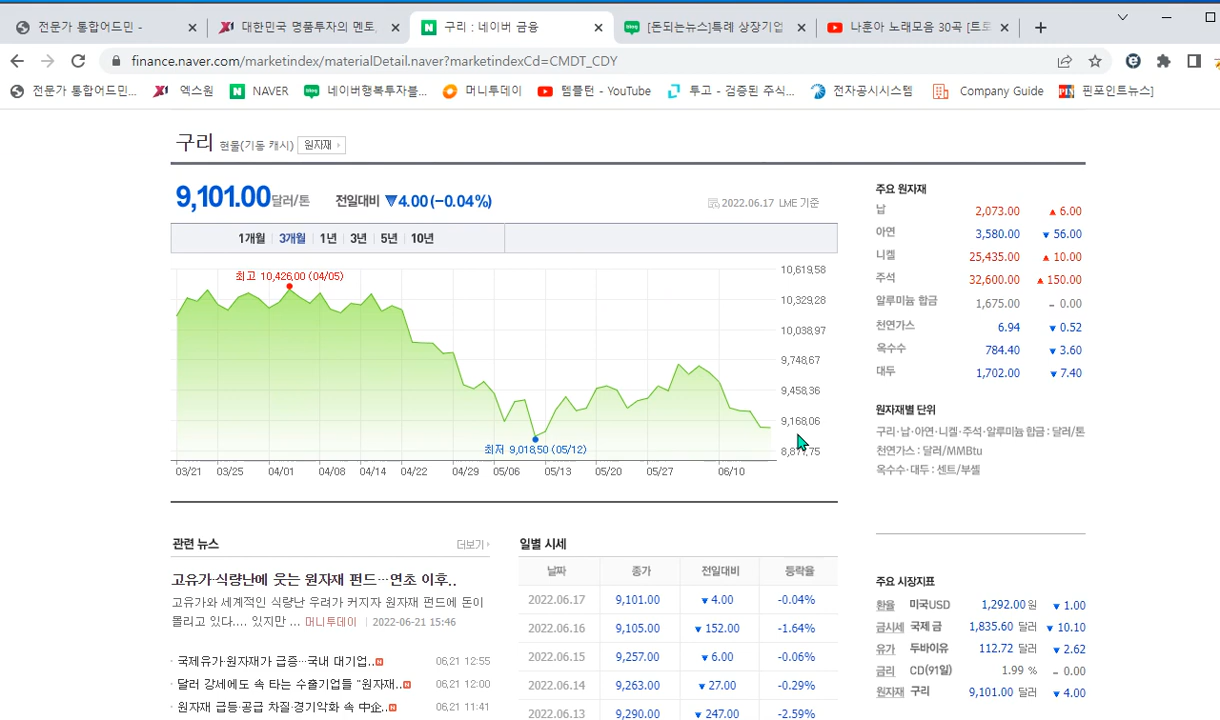 전문가 통합어드민 -
대한민국 명품투자의 멘토,
구리 : 네이버 금융
[돈되는뉴스]특례 상장기업
나훈아 노래모음 30곡 [트로
finance.naver.com/marketindex/materialDetail.naver?marketindexCd=CMDT_CDY
전문가 통합어드민...
엑스원
NAVER
네이버행복투자블...
머니투데이
템플턴 - YouTube
투고 - 검증된 주식...
전자공시시스템
Company Guide
핀포인트뉴스]
구리 현물(기동 캐시) 원자재
9,101.00달러/톤 전일대비 ▼4.00(-0.04%)
2022.06.17 LME 기준
1개월 3개월 1년 3년 5년 10년
최고 10,426.00 (04/05)
10,619,58
10,329,28
10,038,97
9,748,67
9,458,36
9,168,06
최저 9,018,50 (05/12)
03/21 03/25 04/01 04/08 04/14 04/22 04/29 05/06 05/13 05/20 05/27 06/10
주요 원자재
납 2,073.00 ▲ 6.00
아연 3,580.00 ▼ 56.00
니켈 25,435.00 ▲ 10.00
주석 32,600.00 ▲ 150.00
알루미늄 합금 1,675.00 - 0.00
천연가스 6.94 ▼ 0.52
옥수수 784.40 ▼ 3.60
대두 1,702.00 ▼ 7.40
원자재별 단위
구리·납·아연·니켈·주석·알루미늄 합금 : 달러/톤
천연가스 : 달러/MMBtu
옥수수·대두 : 센트/부셸
관련 뉴스 더보기
고유가·식량난에 웃는 원자재 펀드…연초 이후..
고유가와 세계적인 식량난 우려가 커지자 원자재 펀드에 돈이
몰리고 있다.... 있지만 ... 머니투데이 | 2022-06-21 15:46
· 국제유가·원자재가 급증…국내 대기업.. 06.21 12:55
· 달러 강세에도 속 타는 수출기업들 "원자재.. 06.21 12:00
· 원자재 급등·공급 차질·경기악화 속 中企.. 06.21 11:41
일별 시세
날짜 종가 전일대비 등락율
2022.06.17 9,101.00 ▼ 4.00 -0.04%
2022.06.16 9,105.00 ▼ 152.00 -1.64%
2022.06.15 9,257.00 ▼ 6.00 -0.06%
2022.06.14 9,263.00 ▼ 27.00 -0.29%
2022.06.13 9,290.00 ▼ 247.00 -2.59%
주요 시장지표
환율 미국USD 1,292.00 원 ▼ 1.00
금시세 국제 금 1,835.60 달러 ▼ 10.10
유가 두바이유 112.72 달러 ▼ 2.62
금리 CD(91일) 1.99 % - 0.00
원자재 구리 9,101.00 달러 ▼ 4.00